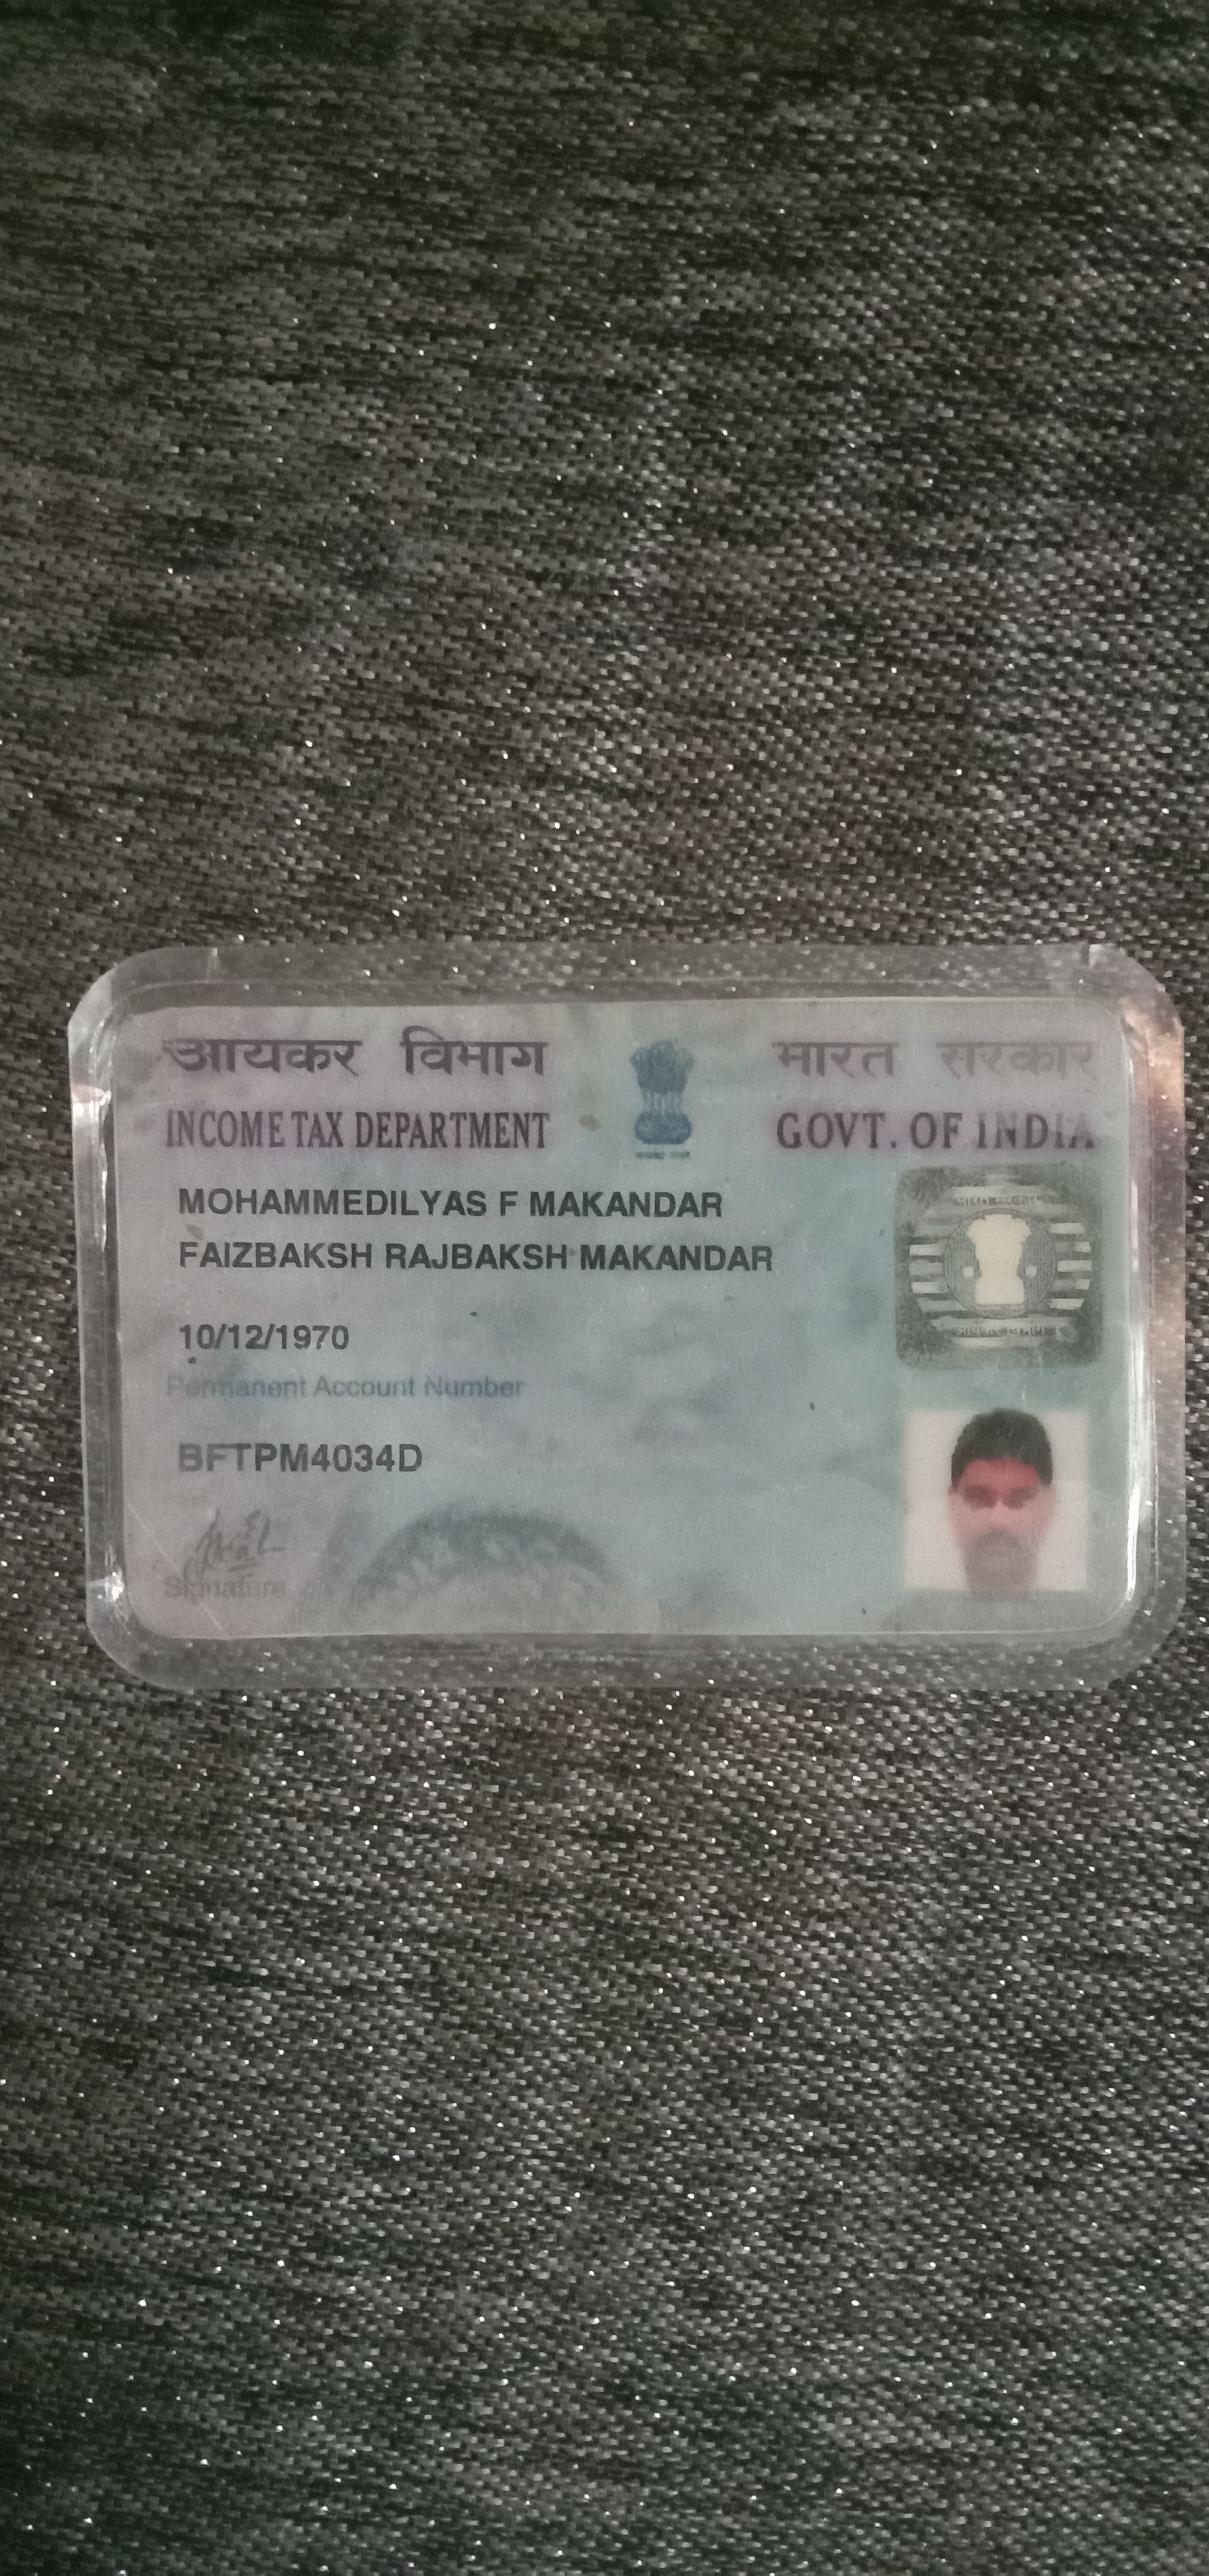 आयकर विभाग
भारत सरकार
INCOME TAX DEPARTMENT
GOVT. OF INDIA
MOHAMMEDILYAS F MAKANDAR
FAIZBAKSH RAJBAKSH MAKANDAR
10/12/1970
Permanent Account Number
BFTPM4034D
Signature